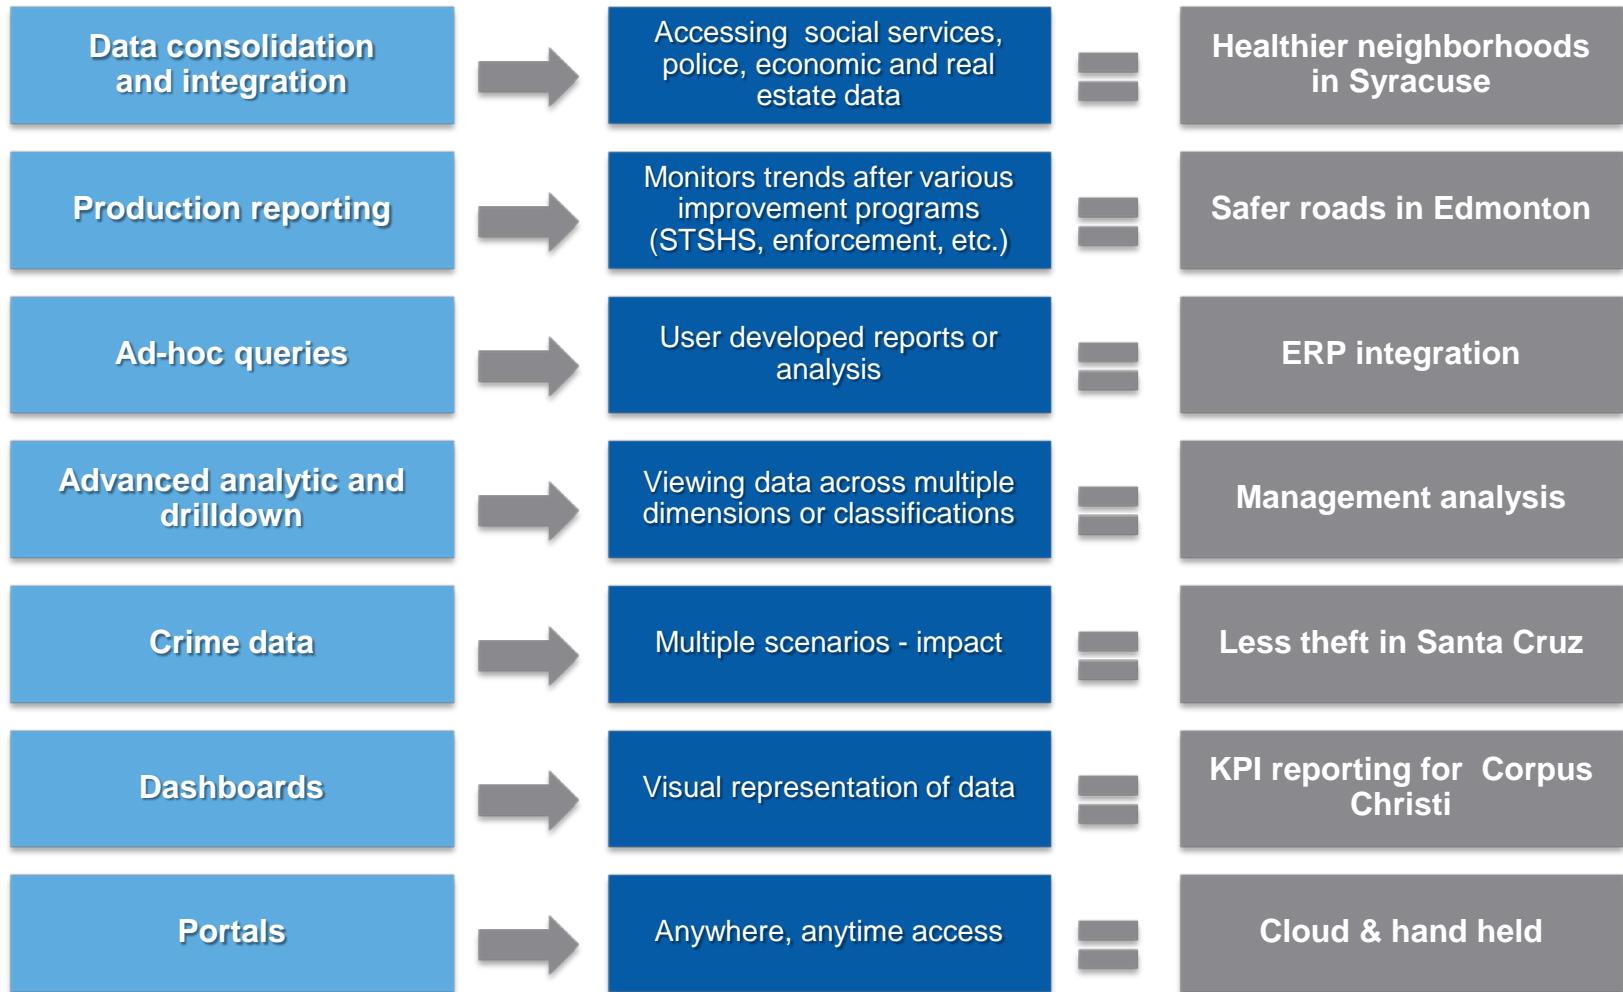 Data consolidation
and integration
Accessing  social services,
police, economic and real
estate data
Healthier neighborhoods
in Syracuse
Production reporting
Monitors trends after various
improvement programs
(STSHS, enforcement, etc.)
Safer roads in Edmonton
Ad-hoc queries
User developed reports or
analysis
ERP integration
Advanced analytic and
drilldown
Viewing data across multiple
dimensions or classifications
Management analysis
Crime data
Multiple scenarios - impact
Less theft in Santa Cruz
Dashboards
Visual representation of data
KPI reporting for  Corpus
Christi
Portals
Anywhere, anytime access
Cloud & hand held